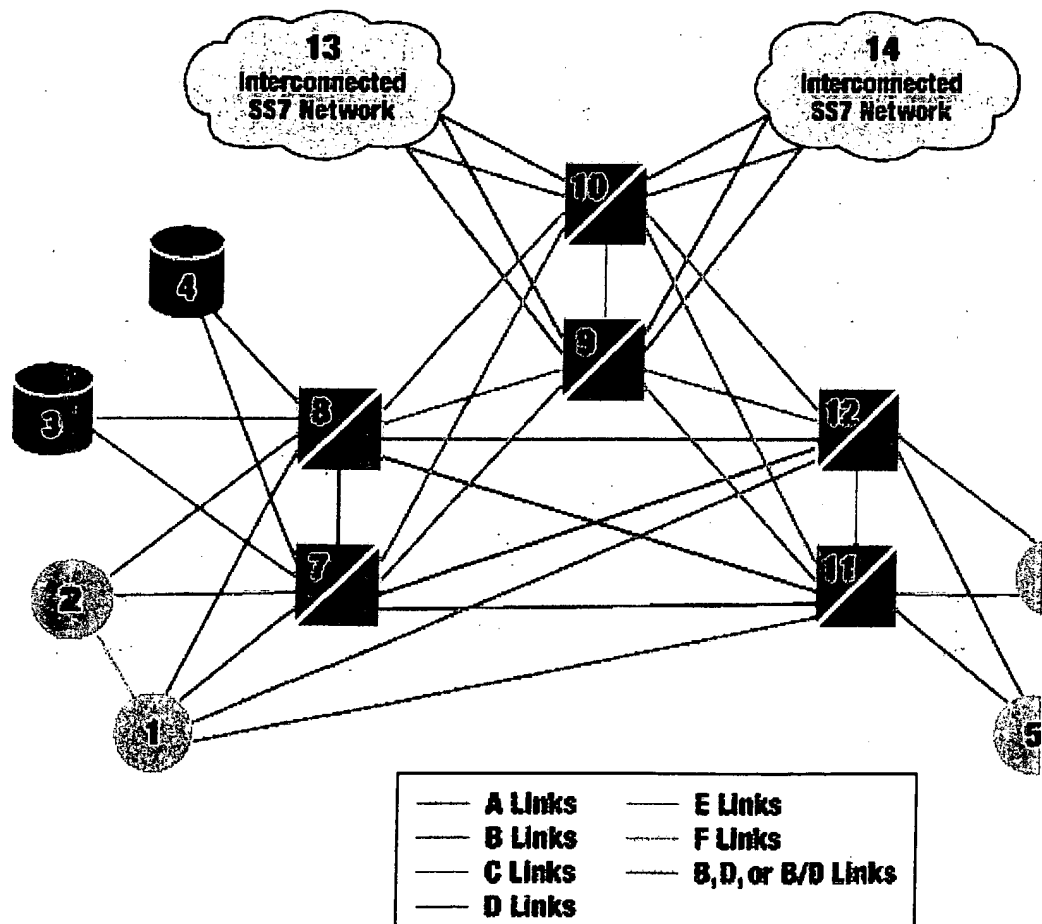 13
Interconnected
SS7 Network
14
Interconnected
SS7 Network
10
4
9
3
8
12
7
11
2
1
5
A Links
B Links
C Links
D Links
E Links
F Links
B, D, or B/D Links